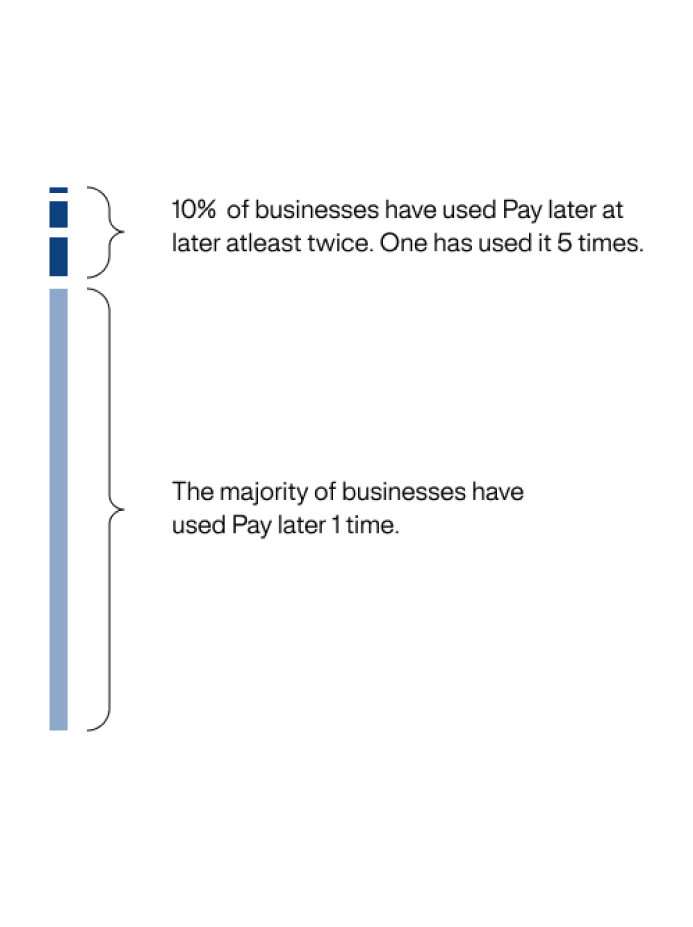 10%  of businesses have used Pay later at
later atleast twice. One has used it 5 times.
The majority of businesses have
used Pay later 1 time.